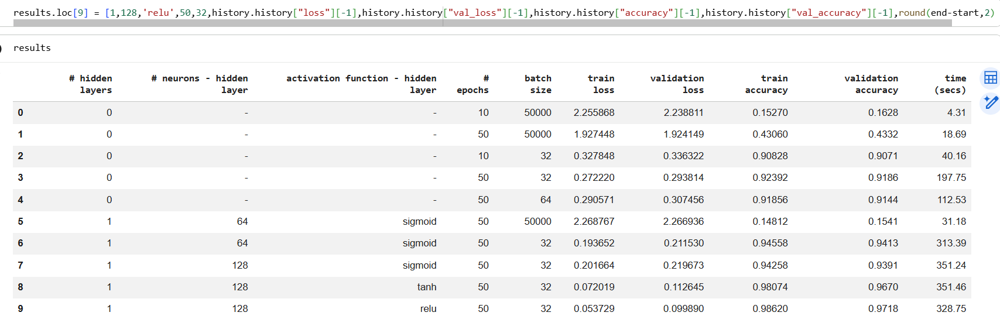 results.loc[9] = [1,128,'relu',50,32,history.history["loss"][-1],history.history["val_loss"][-1],history.history["accuracy"][-1],history.history["val_accuracy"][-1],round(end-start,2)
results
# hidden layers # neurons - hidden layer activation function - hidden layer # epochs batch size train loss validation loss train accuracy validation accuracy time (secs)
0 0 - - 10 50000 2.255868 2.238811 0.15270 0.1628 4.31
1 0 - - 50 50000 1.927448 1.924149 0.43060 0.4332 18.69
2 0 - - 10 32 0.327848 0.336322 0.90828 0.9071 40.16
3 0 - - 50 32 0.272220 0.293814 0.92392 0.9186 197.75
4 0 - - 50 64 0.290571 0.307456 0.91856 0.9144 112.53
5 1 64 sigmoid 50 50000 2.268767 2.266936 0.14812 0.1541 31.18
6 1 64 sigmoid 50 32 0.193652 0.211530 0.94558 0.9413 313.39
7 1 128 sigmoid 50 32 0.201664 0.219673 0.94258 0.9391 351.24
8 1 128 tanh 50 32 0.072019 0.112645 0.98074 0.9670 351.46
9 1 128 relu 50 32 0.053729 0.099890 0.98620 0.9718 328.75